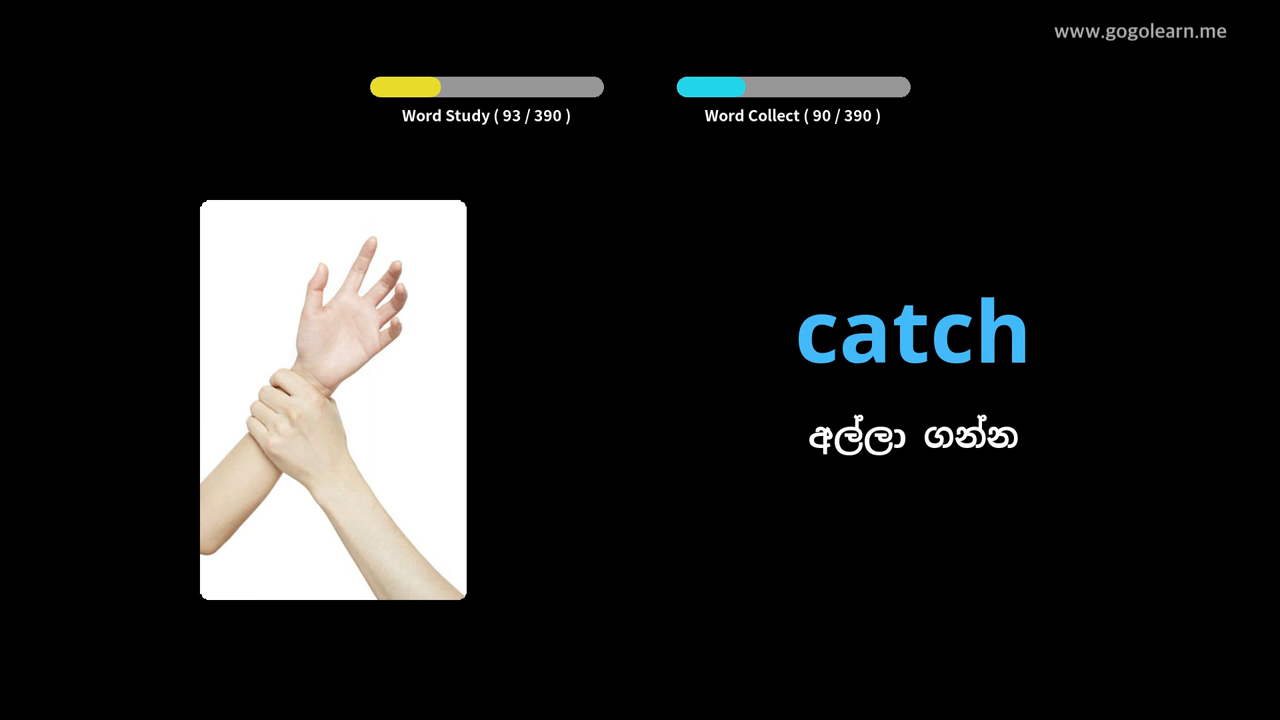 www.gogolearn.me
Word Study ( 93 / 390 )
Word Collect ( 90 / 390 )
catch
අල්ලා ගන්න